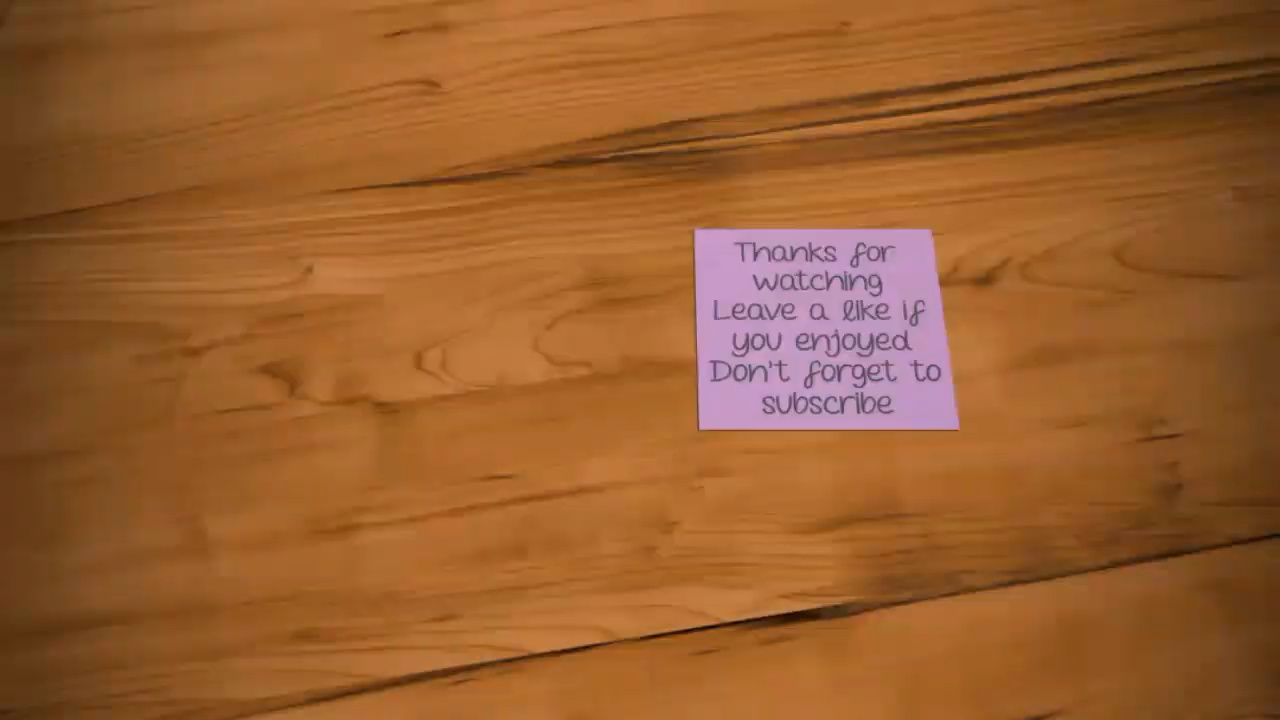 Thanks for
watching
Leave a like if
you enjoyed
Don't forget to
subscribe